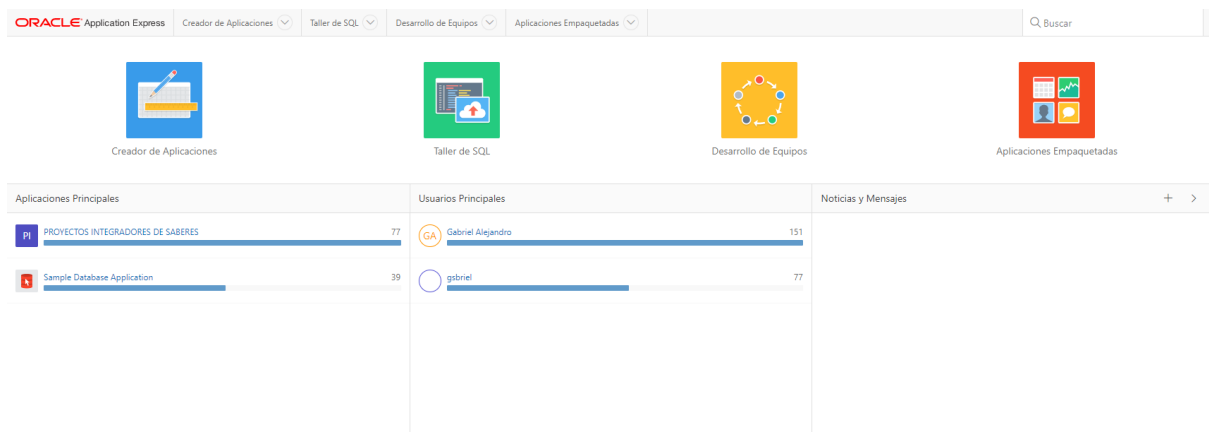 ORACLE Application Express Creador de Aplicaciones Taller de SQL Desarrollo de Equipos Aplicaciones Empaquetadas Buscar
Creador de Aplicaciones Taller de SQL Desarrollo de Equipos Aplicaciones Empaquetadas
Aplicaciones Principales
PI PROYECTOS INTEGRADORES DE SABERES 77
Sample Database Application 39
Usuarios Principales
GA Gabriel Alejandro 151
gsbriel 77
Noticias y Mensajes